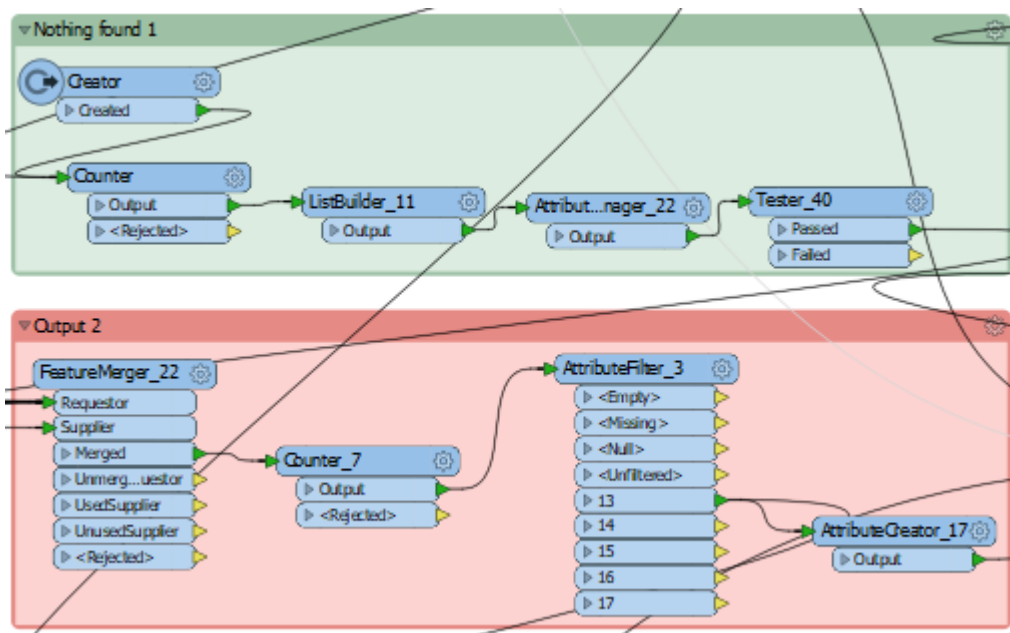 Nothing found 1
Creator
Created
Counter
Output
<Rejected>
ListBuilder_11
Output
Attribut...nager_22
Output
Tester_40
Passed
Failed
Output 2
FeatureMerger_22
Requestor
Supplier
Merged
Unmerg...uestor
UsedSupplier
UnusedSupplier
<Rejected>
Counter_7
Output
<Rejected>
AttributeFilter_3
<Empty>
<Missing>
<Null>
<Unfiltered>
13
14
15
16
17
AttributeCreator_17
Output